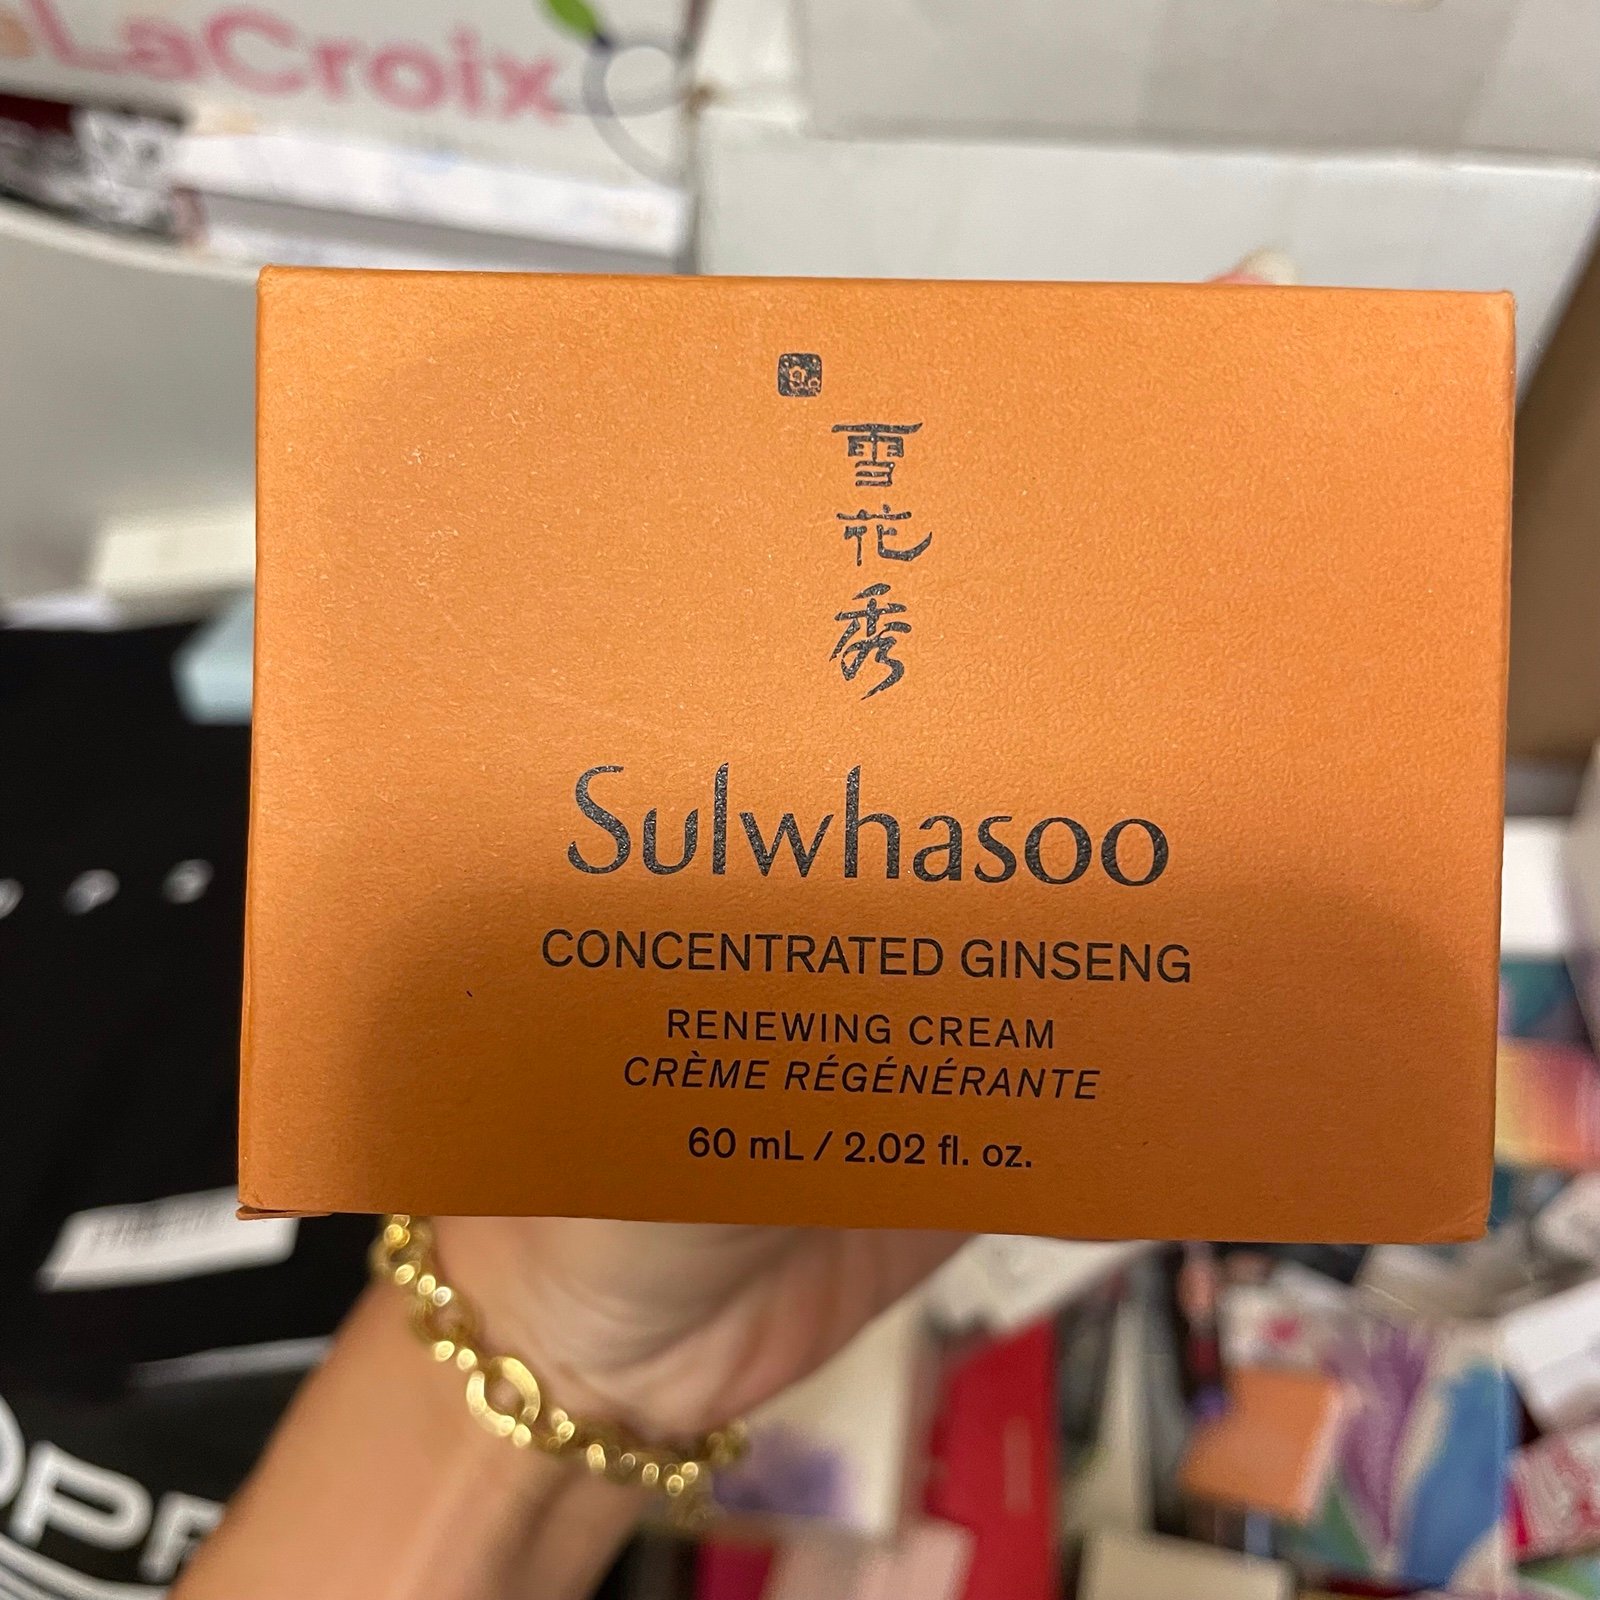 LaCroix
雪
花
秀
Sulwhasoo
CONCENTRATED GINSENG
RENEWING CREAM
CRÈME RÉGÉNÉRANTE
60 mL / 2.02 fl. oz.